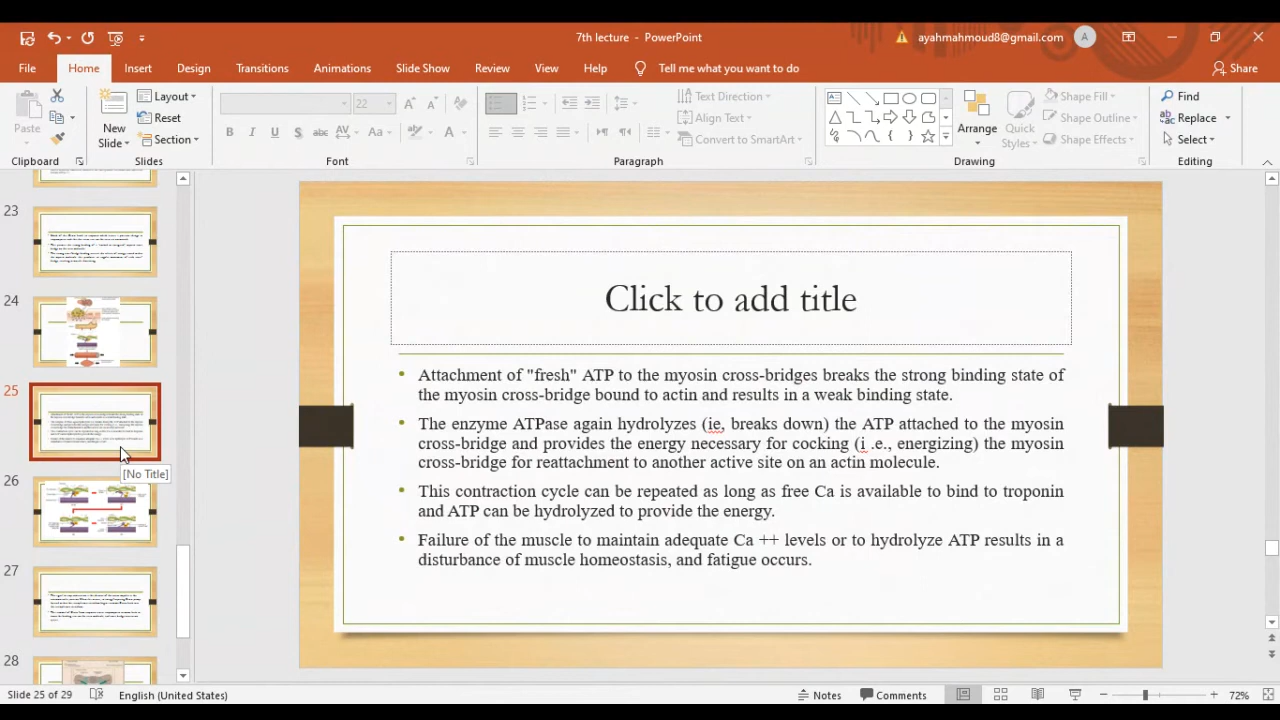 7th lecture - PowerPoint
ayahmahmoud8@gmail.com
A
File
Home
Insert
Design
Transitions
Animations
Slide Show
Review
View
Help
Tell me what you want to do
Share
Paste
Clipboard
New
Slide
Layout
Reset
Section
Slides
22
B I U S abc AV Aa A
Font
Text Direction
Align Text
Convert to SmartArt
Paragraph
Arrange
Quick
Styles
Shape Fill
Shape Outline
Shape Effects
Drawing
Find
Replace
Select
Editing
23
24
25
[No Title]
26
27
28
Click to add title
• Attachment of "fresh" ATP to the myosin cross-bridges breaks the strong binding state of
the myosin cross-bridge bound to actin and results in a weak binding state.
• The enzyme ATPase again hydrolyzes (ie, breaks down) the ATP attached to the myosin
cross-bridge and provides the energy necessary for cocking (i .e., energizing) the myosin
cross-bridge for reattachment to another active site on an actin molecule.
• This contraction cycle can be repeated as long as free Ca is available to bind to troponin
and ATP can be hydrolyzed to provide the energy.
• Failure of the muscle to maintain adequate Ca ++ levels or to hydrolyze ATP results in a
disturbance of muscle homeostasis, and fatigue occurs.
Slide 25 of 29
English (United States)
Notes
Comments
72%